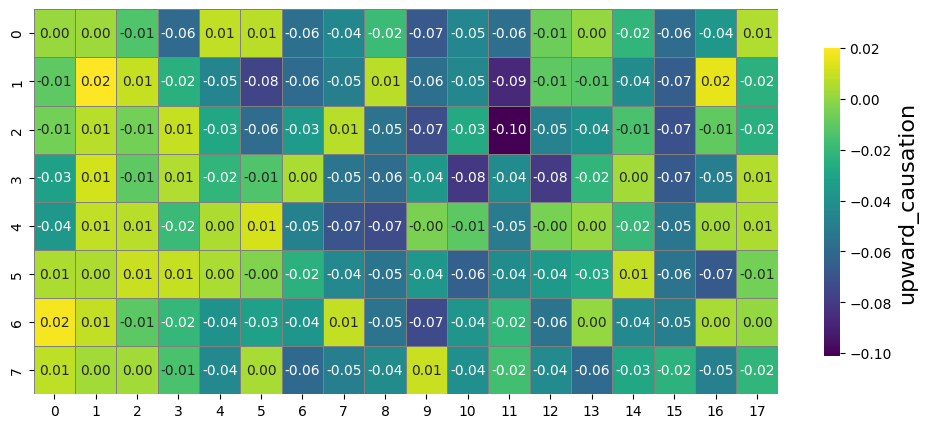 0 0.00 0.00 -0.01 -0.06 0.01 0.01 -0.06 -0.04 -0.02 -0.07 -0.05 -0.06 -0.01 0.00 -0.02 -0.06 -0.04 0.01
1 -0.01 0.02 0.01 -0.02 -0.05 -0.08 -0.06 -0.05 0.01 -0.06 -0.05 -0.09 -0.01 -0.01 -0.04 -0.07 0.02 -0.02
2 -0.01 0.01 -0.01 0.01 -0.03 -0.06 -0.03 0.01 -0.05 -0.07 -0.03 -0.10 -0.05 -0.04 -0.01 -0.07 -0.01 -0.02
3 -0.03 0.01 -0.01 0.01 -0.02 -0.01 0.00 -0.05 -0.06 -0.04 -0.08 -0.04 -0.08 -0.02 0.00 -0.07 -0.05 0.01
4 -0.04 0.01 0.01 -0.02 0.00 0.01 -0.05 -0.07 -0.07 -0.00 -0.01 -0.05 -0.00 0.00 -0.02 -0.05 0.00 0.01
5 0.01 0.00 0.01 0.01 0.00 -0.00 -0.02 -0.04 -0.05 -0.04 -0.06 -0.04 -0.04 -0.03 0.01 -0.06 -0.07 -0.01
6 0.02 0.01 -0.01 -0.02 -0.04 -0.03 -0.04 0.01 -0.05 -0.07 -0.04 -0.02 -0.06 0.00 -0.04 -0.05 0.00 0.00
7 0.01 0.00 0.00 -0.01 -0.04 0.00 -0.06 -0.05 -0.04 0.01 -0.04 -0.02 -0.04 -0.06 -0.03 -0.02 -0.05 -0.02
0 1 2 3 4 5 6 7 8 9 10 11 12 13 14 15 16 17
0.02
0.00
-0.02
-0.04
-0.06
-0.08
-0.10
upward_causation